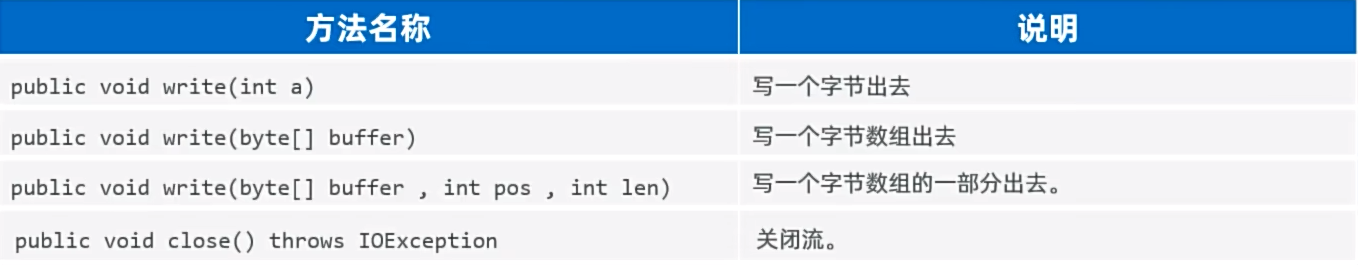 方法名称 说明
public void write(int a) 写一个字节出去
public void write(byte[] buffer) 写一个字节数组出去
public void write(byte[] buffer , int pos , int len) 写一个字节数组的一部分出去。
public void close() throws IOException 关闭流。